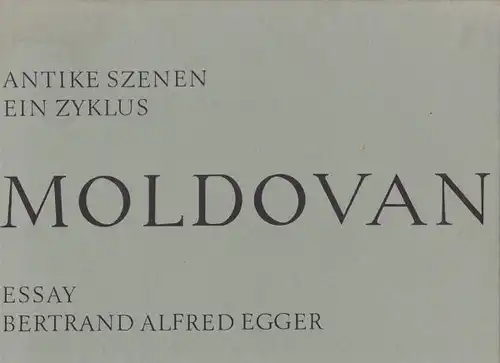 ANTIKE SZENEN
EIN ZYKLUS
MOLDOVAN
ESSAY
BERTRAND ALFRED EGGER